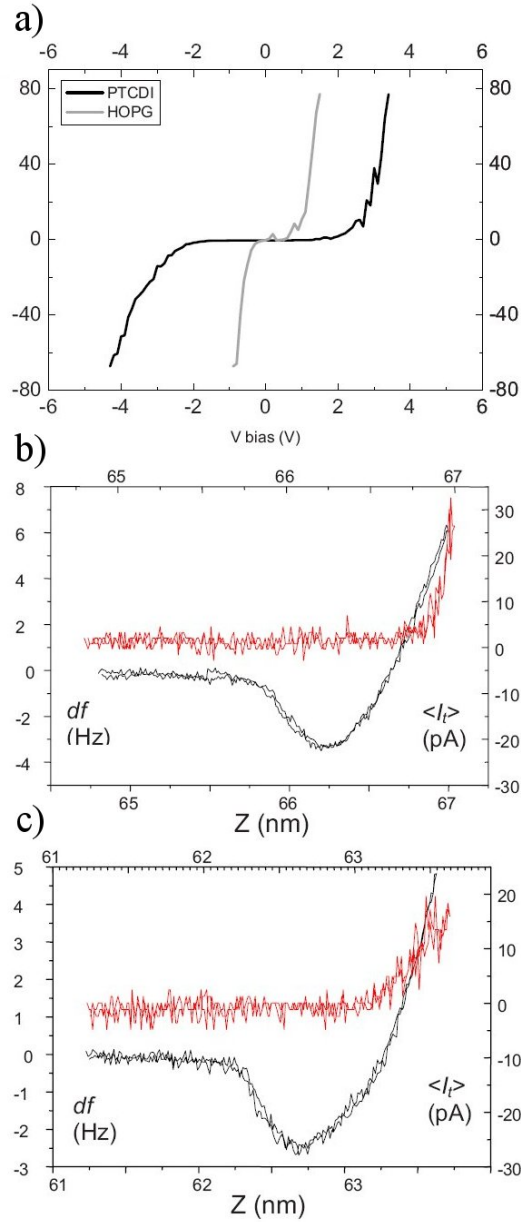 a)
-6 -4 -2 0 2 4 6
80 80
PTCDI
HOPG
40 40
0 0
-40 -40
-80 -80
-6 -4 -2 0 2 4 6
V bias (V)
b)
65 66 67
8
30
6
20
4
10
2
0
0
-10
df <I_t>
(Hz) (pA)
-2
-20
-4
-30
65 66 67
Z (nm)
c)
61 62 63
5
20
4
3
10
2
0
1
0
-10
-1
df <I_t>
(Hz) (pA)
-20
-2
-3 -30
61 62 63
Z (nm)